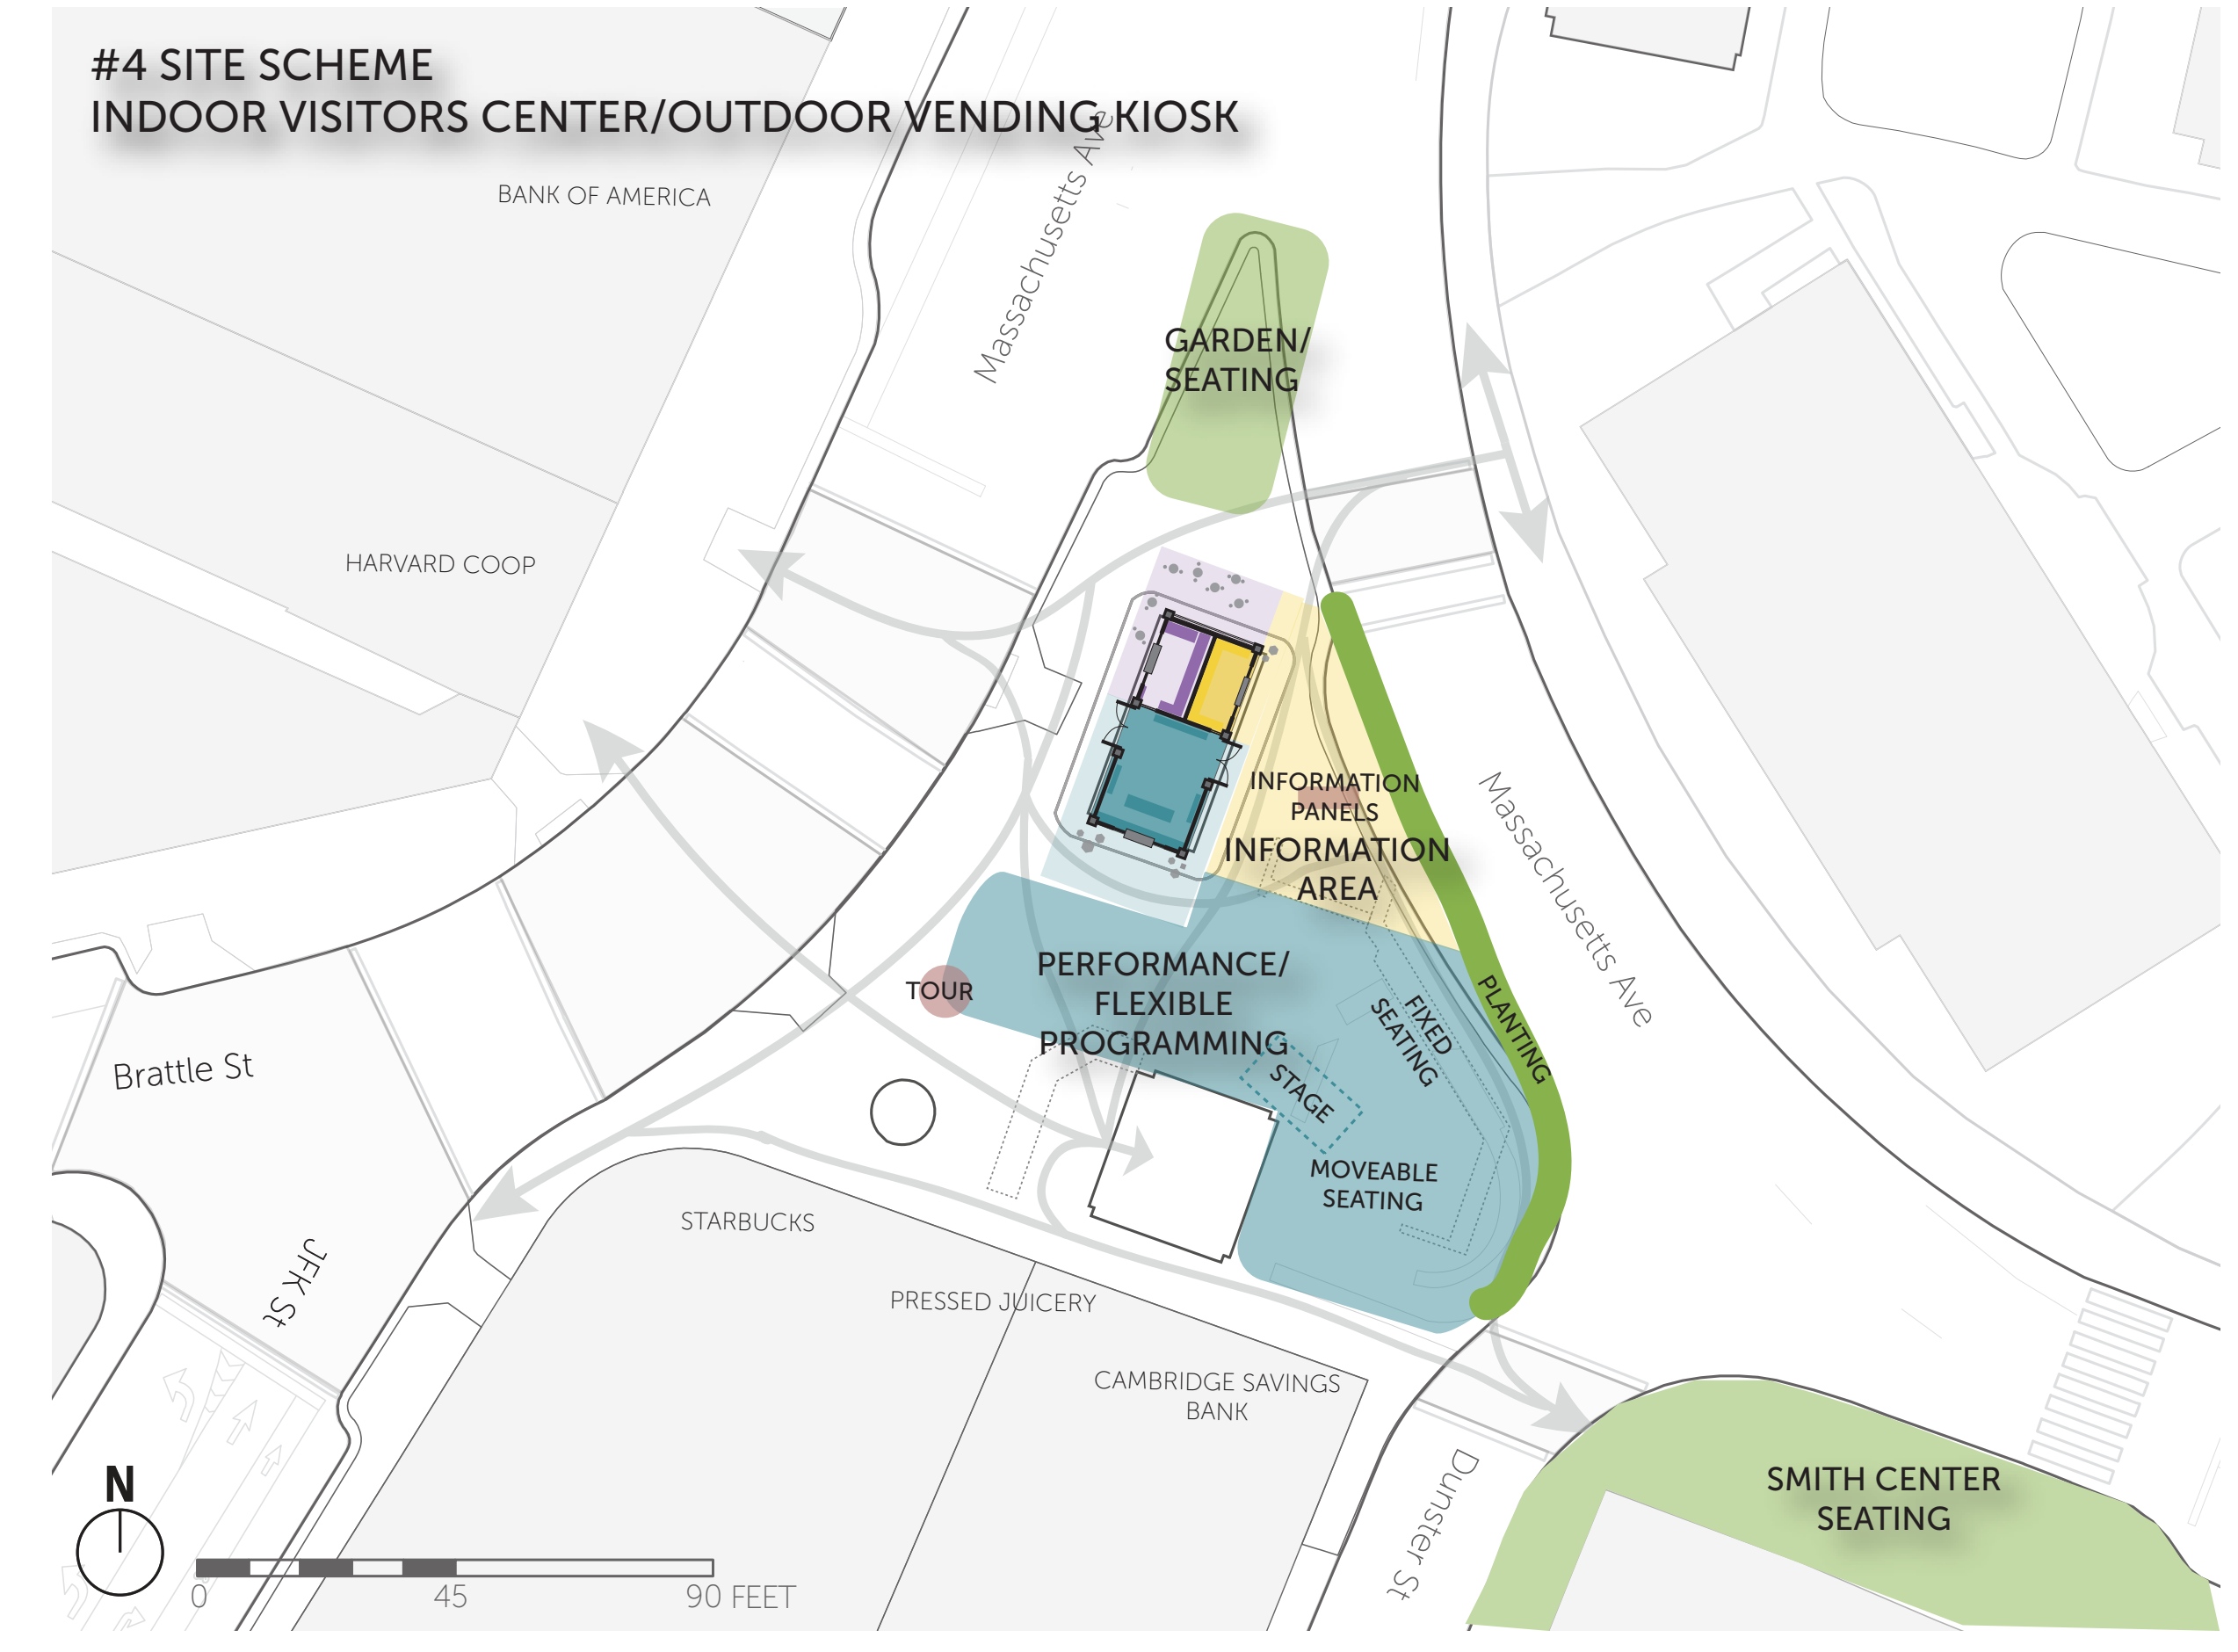 #4 SITE SCHEME
INDOOR VISITORS CENTER/OUTDOOR VENDING KIOSK
BANK OF AMERICA
Massachusetts Ave
GARDEN/
SEATING
HARVARD COOP
INFORMATION
PANELS
INFORMATION
AREA
Massachusetts Ave
PERFORMANCE/
FLEXIBLE
PROGRAMMING
TOUR
FIXED
SEATING
PLANTING
STAGE
Brattle St
MOVEABLE
SEATING
STARBUCKS
JFK St
PRESSED JUICERY
CAMBRIDGE SAVINGS
BANK
Dunster St
SMITH CENTER
SEATING
N
0 45 90 FEET